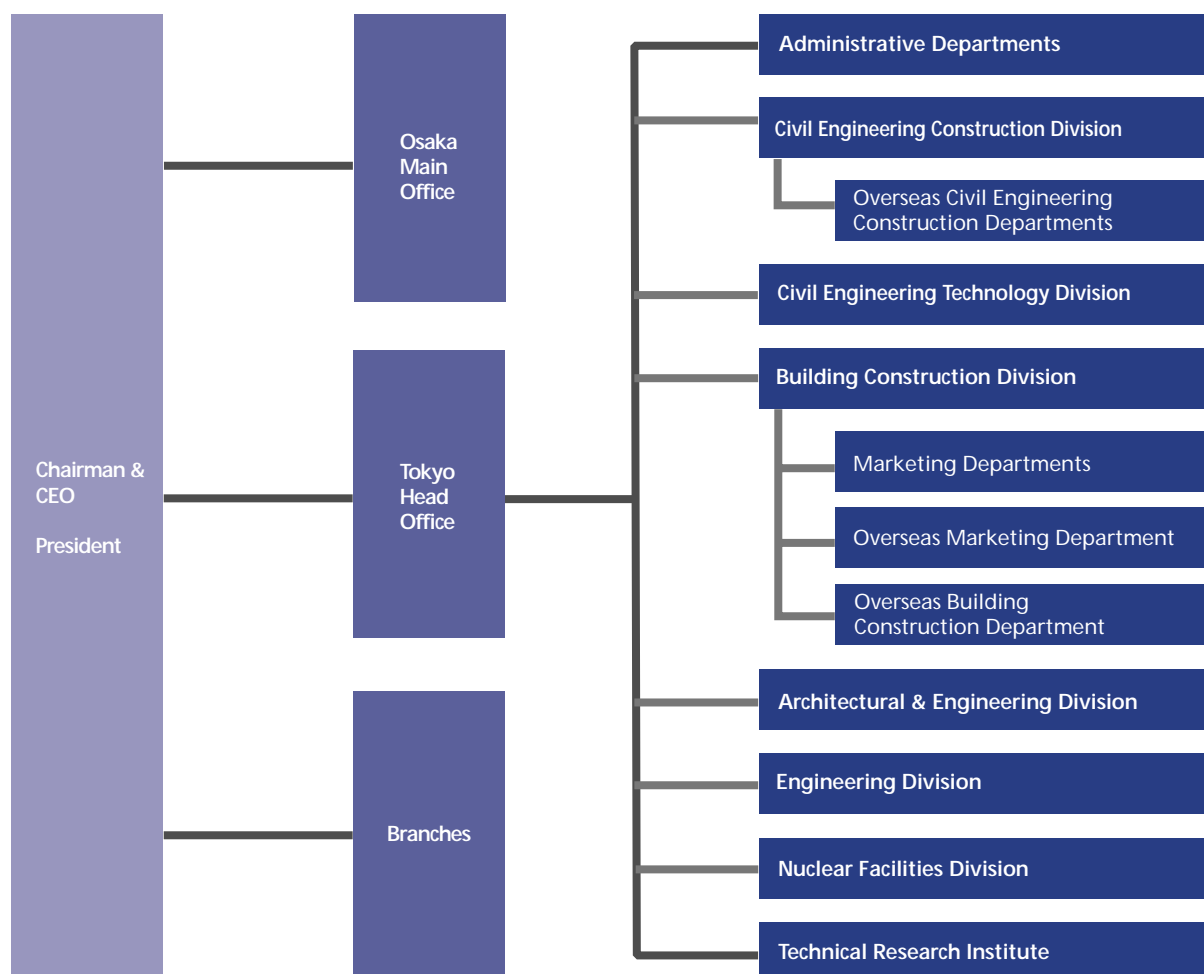 Chairman &
CEO
President
Osaka
Main
Office
Tokyo
Head
Office
Branches
Administrative Departments
Civil Engineering Construction Division
Overseas Civil Engineering
Construction Departments
Civil Engineering Technology Division
Building Construction Division
Marketing Departments
Overseas Marketing Department
Overseas Building
Construction Department
Architectural & Engineering Division
Engineering Division
Nuclear Facilities Division
Technical Research Institute